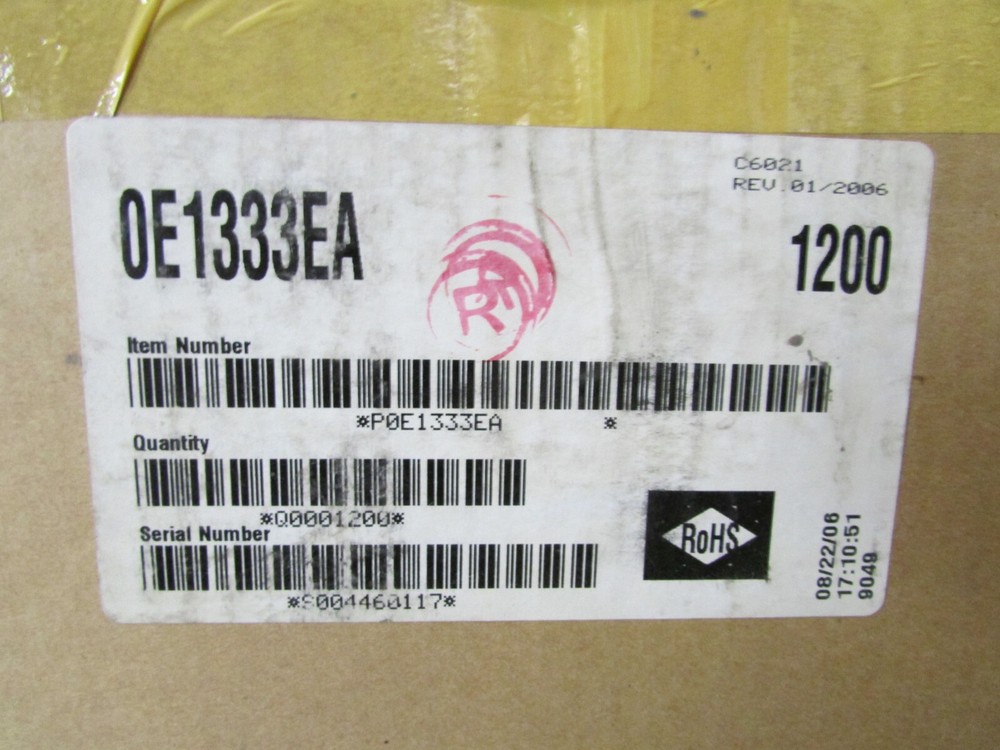 C6021
REV.01/2006
0E1333EA
1200
R
Item Number
*P0E1333EA *
Quantity
*Q0001200*
Serial Number
*S004460117*
RoHS
08/22/06
17:10:51
9049